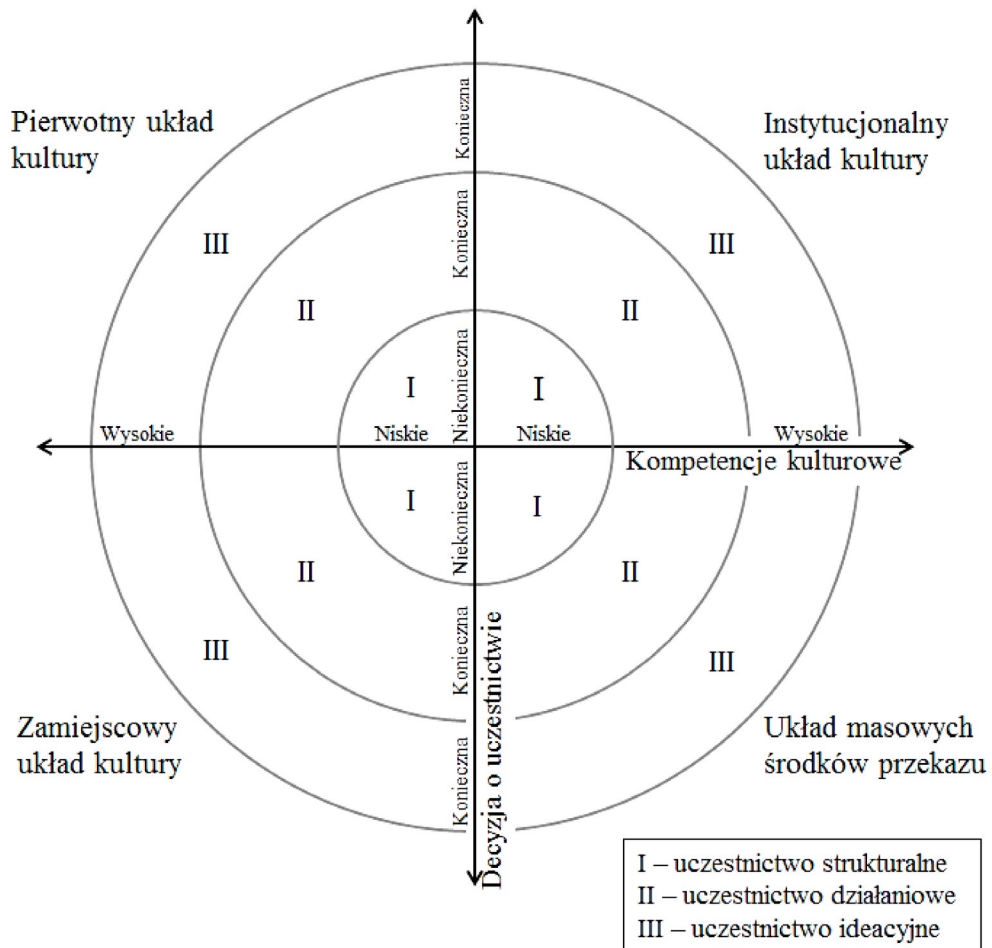 Pierwotny układ
kultury
Instytucjonalny
układ kultury
Konieczna
III
III
Konieczna
II
II
Niekonieczna
I
I
Wysokie
Niskie
Niskie
Wysokie
Kompetencje kulturowe
I
I
Niekonieczna
II
II
Konieczna
III
III
Decyzja o uczestnictwie
Zamiejscowy
układ kultury
Układ masowych
środków przekazu
Konieczna
I – uczestnictwo strukturalne
II – uczestnictwo działaniowe
III – uczestnictwo ideacyjne